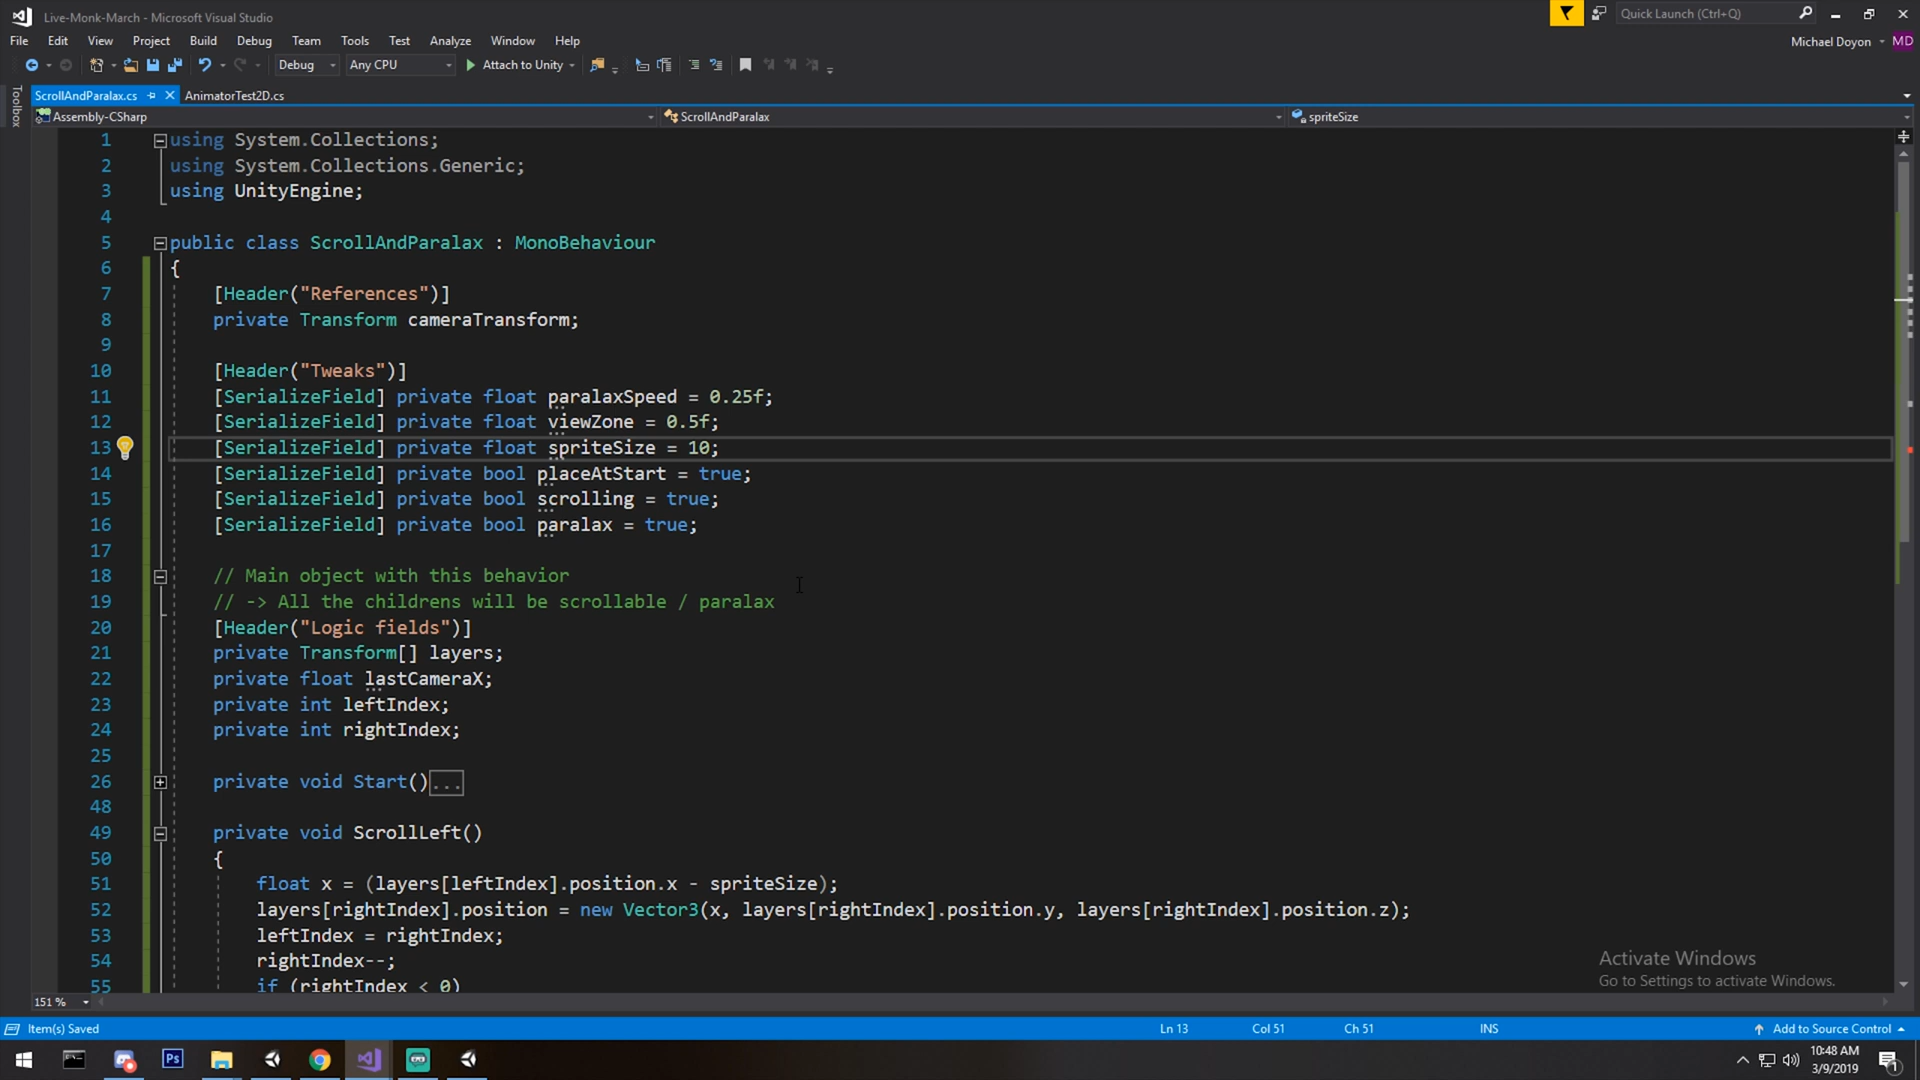 Live-Monk-March - Microsoft Visual Studio
Quick Launch (Ctrl+Q)
File Edit View Project Build Debug Team Tools Test Analyze Window Help
Michael Doyon MD
Debug Any CPU Attach to Unity
Toolbox
ScrollAndParalax.cs AnimatorTest2D.cs
Assembly-CSharp ScrollAndParalax spriteSize
1 using System.Collections;
2 using System.Collections.Generic;
3 using UnityEngine;
4
5 public class ScrollAndParalax : MonoBehaviour
6 {
7 [Header("References")]
8 private Transform cameraTransform;
9
10 [Header("Tweaks")]
11 [SerializeField] private float paralaxSpeed = 0.25f;
12 [SerializeField] private float viewZone = 0.5f;
13 [SerializeField] private float spriteSize = 10;
14 [SerializeField] private bool placeAtStart = true;
15 [SerializeField] private bool scrolling = true;
16 [SerializeField] private bool paralax = true;
17
18 // Main object with this behavior
19 // -> All the childrens will be scrollable / paralax
20 [Header("Logic fields")]
21 private Transform[] layers;
22 private float lastCameraX;
23 private int leftIndex;
24 private int rightIndex;
25
26 private void Start()...
48
49 private void ScrollLeft()
50 {
51 float x = (layers[leftIndex].position.x - spriteSize);
52 layers[rightIndex].position = new Vector3(x, layers[rightIndex].position.y, layers[rightIndex].position.z);
53 leftIndex = rightIndex;
54 rightIndex--;
55 if (rightIndex < 0)
Activate Windows
Go to Settings to activate Windows.
151 %
Item(s) Saved Ln 13 Col 51 Ch 51 INS Add to Source Control
Ps
10:48 AM
3/9/2019
1